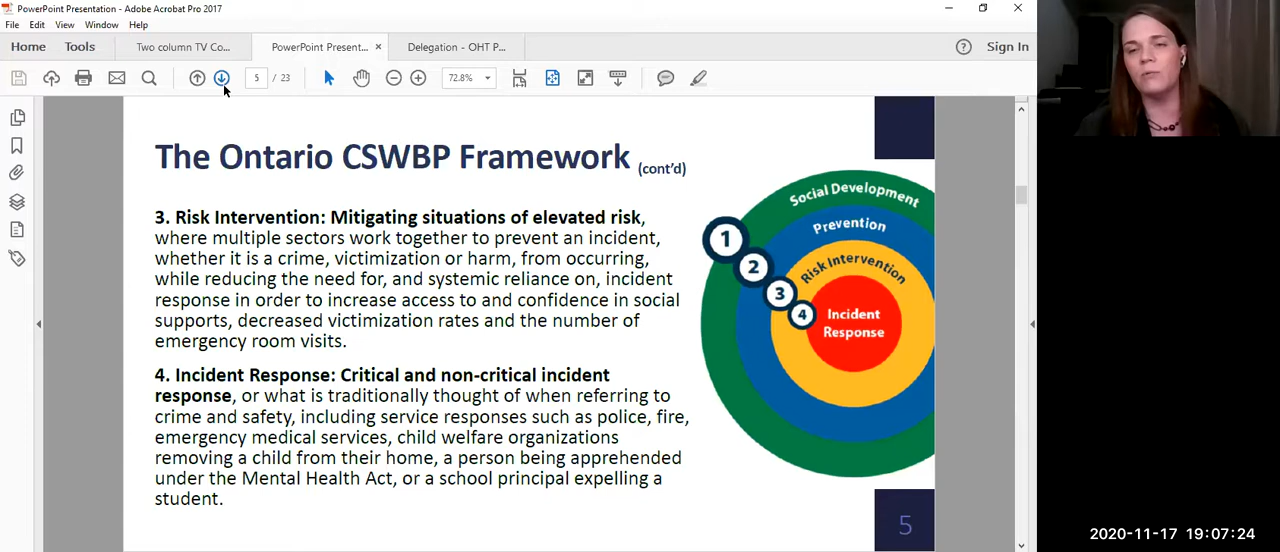 PowerPoint Presentation - Adobe Acrobat Pro 2017
File Edit View Window Help
Home Tools Two column TV Co... PowerPoint Present... × Delegation - OHT P... ? Sign In
5 / 23 72.8%
The Ontario CSWBP Framework (cont'd)
3. Risk Intervention: Mitigating situations of elevated risk,
where multiple sectors work together to prevent an incident,
whether it is a crime, victimization or harm, from occurring,
while reducing the need for, and systemic reliance on, incident
response in order to increase access to and confidence in social
supports, decreased victimization rates and the number of
emergency room visits.
4. Incident Response: Critical and non-critical incident
response, or what is traditionally thought of when referring to
crime and safety, including service responses such as police, fire,
emergency medical services, child welfare organizations
removing a child from their home, a person being apprehended
under the Mental Health Act, or a school principal expelling a
student.
Social Development
Prevention
Risk Intervention
Incident
Response
1
2
3
4
5
2020-11-17 19:07:24